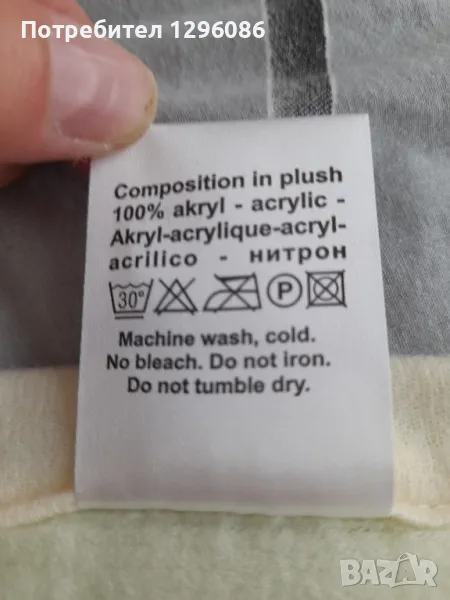 Потребител 1296086
Composition in plush
100% akryl - acrylic -
Akryl-acrylique-acryl-
acrilico - нитрон
30° P
Machine wash, cold.
No bleach. Do not iron.
Do not tumble dry.
BAZAR